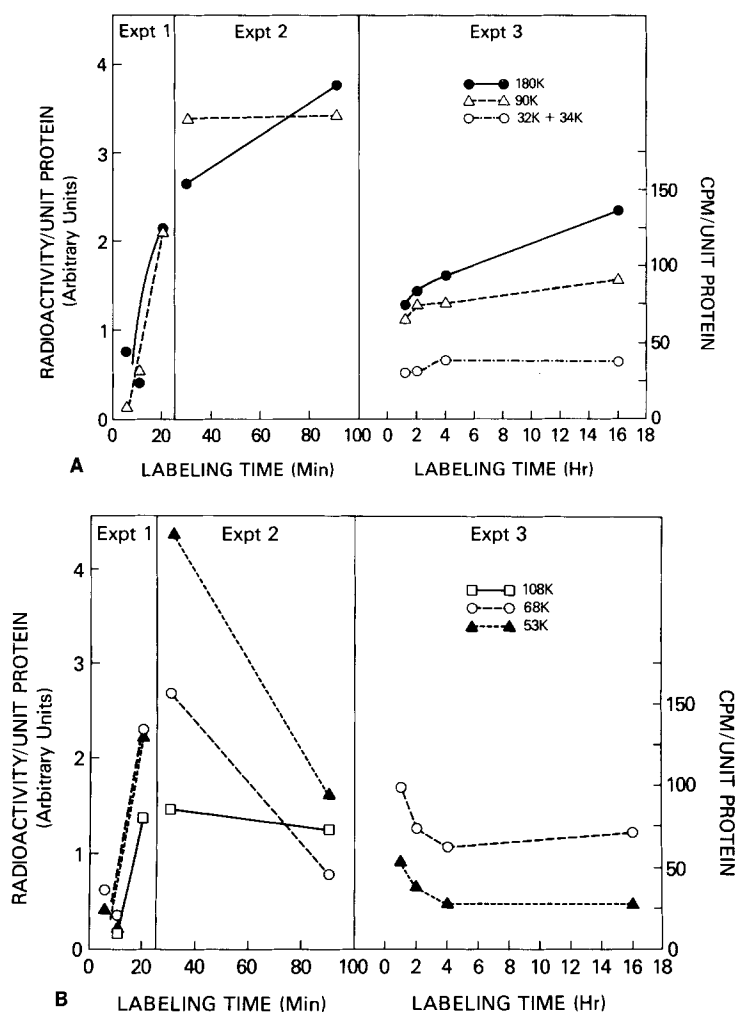 Expt 1
Expt 2
Expt 3
180K
90K
32K + 34K
RADIOACTIVITY/UNIT PROTEIN
(Arbitrary Units)
4
3
2
1
0
150
100
50
0
CPM/UNIT PROTEIN
0 20 40 60 80 100 0 2 4 6 8 10 12 14 16 18
A
LABELING TIME (Min)
LABELING TIME (Hr)
Expt 1
Expt 2
Expt 3
108K
68K
53K
RADIOACTIVITY/UNIT PROTEIN
(Arbitrary Units)
4
3
2
1
0
150
100
50
0
CPM/UNIT PROTEIN
0 20 40 60 80 100 0 2 4 6 8 10 12 14 16 18
B
LABELING TIME (Min)
LABELING TIME (Hr)